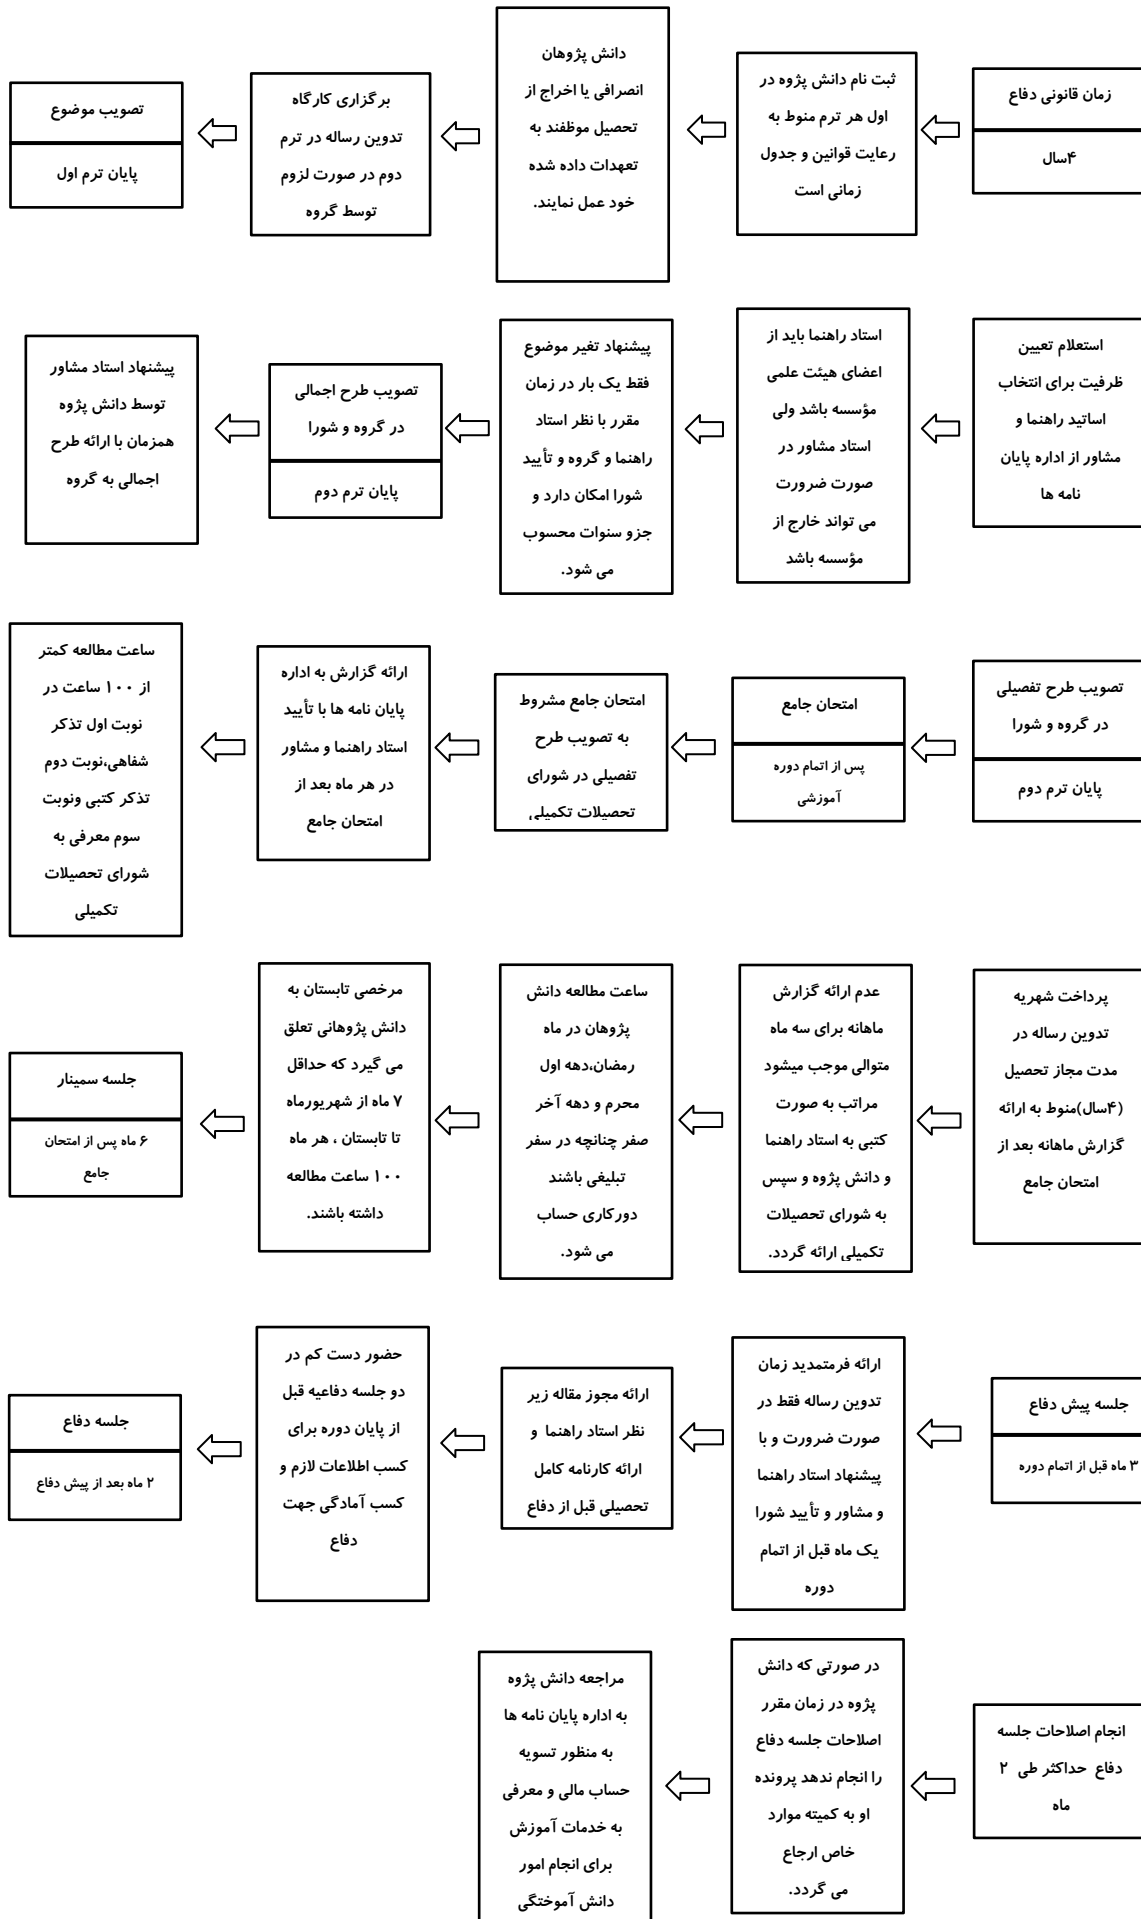 زمان قانونی دفاع
۴سال
ثبت نام دانش پژوه در
اول هر ترم منوط به
رعایت قوانین و جدول
زمانی است
دانش پژوهان
انصرافی یا اخراج از
تحصیل موظفند به
تعهدات داده شده
خود عمل نمایند.
برگزاری کارگاه
تدوین رساله در ترم
دوم در صورت لزوم
توسط گروه
تصویب موضوع
پایان ترم اول
استعلام تعیین
ظرفیت برای انتخاب
اساتید راهنما و
مشاور از اداره پایان
نامه ها
استاد راهنما باید از
اعضای هیئت علمی
مؤسسه باشد ولی
استاد مشاور در
صورت ضرورت
می تواند خارج از
مؤسسه باشد
پیشنهاد تغیر موضوع
فقط یک بار در زمان
مقرر با نظر استاد
راهنما و گروه و تأیید
شورا امکان دارد و
جزو سنوات محسوب
می شود.
تصویب طرح اجمالی
در گروه و شورا
پایان ترم دوم
پیشنهاد استاد مشاور
توسط دانش پژوه
همزمان با ارائه طرح
اجمالی به گروه
تصویب طرح تفصیلی
در گروه و شورا
پایان ترم دوم
امتحان جامع
پس از اتمام دوره
آموزشی
امتحان جامع مشروط
به تصویب طرح
تفصیلی در شورای
تحصیلات تکمیلی
ارائه گزارش به اداره
پایان نامه ها با تأیید
استاد راهنما و مشاور
در هر ماه بعد از
امتحان جامع
ساعت مطالعه کمتر
از ۱۰۰ ساعت در
نوبت اول تذکر
شفاهی،نوبت دوم
تذکر کتبی ونوبت
سوم معرفی به
شورای تحصیلات
تکمیلی
پرداخت شهریه
تدوین رساله در
مدت مجاز تحصیل
(۴سال)منوط به ارائه
گزارش ماهانه بعد از
امتحان جامع
عدم ارائه گزارش
ماهانه برای سه ماه
متوالی موجب میشود
مراتب به صورت
کتبی به استاد راهنما
و دانش پژوه و سپس
به شورای تحصیلات
تکمیلی ارائه گردد.
ساعت مطالعه دانش
پژوهان در ماه
رمضان،دهه اول
محرم و دهه آخر
صفر چنانچه در سفر
تبلیغی باشند
دورکاری حساب
می شود.
مرخصی تابستان به
دانش پژوهانی تعلق
می گیرد که حداقل
۷ ماه از شهریورماه
تا تابستان ، هر ماه
۱۰۰ ساعت مطالعه
داشته باشند.
جلسه سمینار
۶ ماه پس از امتحان
جامع
جلسه پیش دفاع
۳ ماه قبل از اتمام دوره
ارائه فرمتمدید زمان
تدوین رساله فقط در
صورت ضرورت و با
پیشنهاد استاد راهنما
و مشاور و تأیید شورا
یک ماه قبل از اتمام
دوره
ارائه مجوز مقاله زیر
نظر استاد راهنما و
ارائه کارنامه کامل
تحصیلی قبل از دفاع
حضور دست کم در
دو جلسه دفاعیه قبل
از پایان دوره برای
کسب اطلاعات لازم و
کسب آمادگی جهت
دفاع
جلسه دفاع
۲ ماه بعد از پیش دفاع
انجام اصلاحات جلسه
دفاع حداکثر طی ۲
ماه
در صورتی که دانش
پژوه در زمان مقرر
اصلاحات جلسه دفاع
را انجام ندهد پرونده
او به کمیته موارد
خاص ارجاع
می گردد.
مراجعه دانش پژوه
به اداره پایان نامه ها
به منظور تسویه
حساب مالی و معرفی
به خدمات آموزش
برای انجام امور
دانش آموختگی